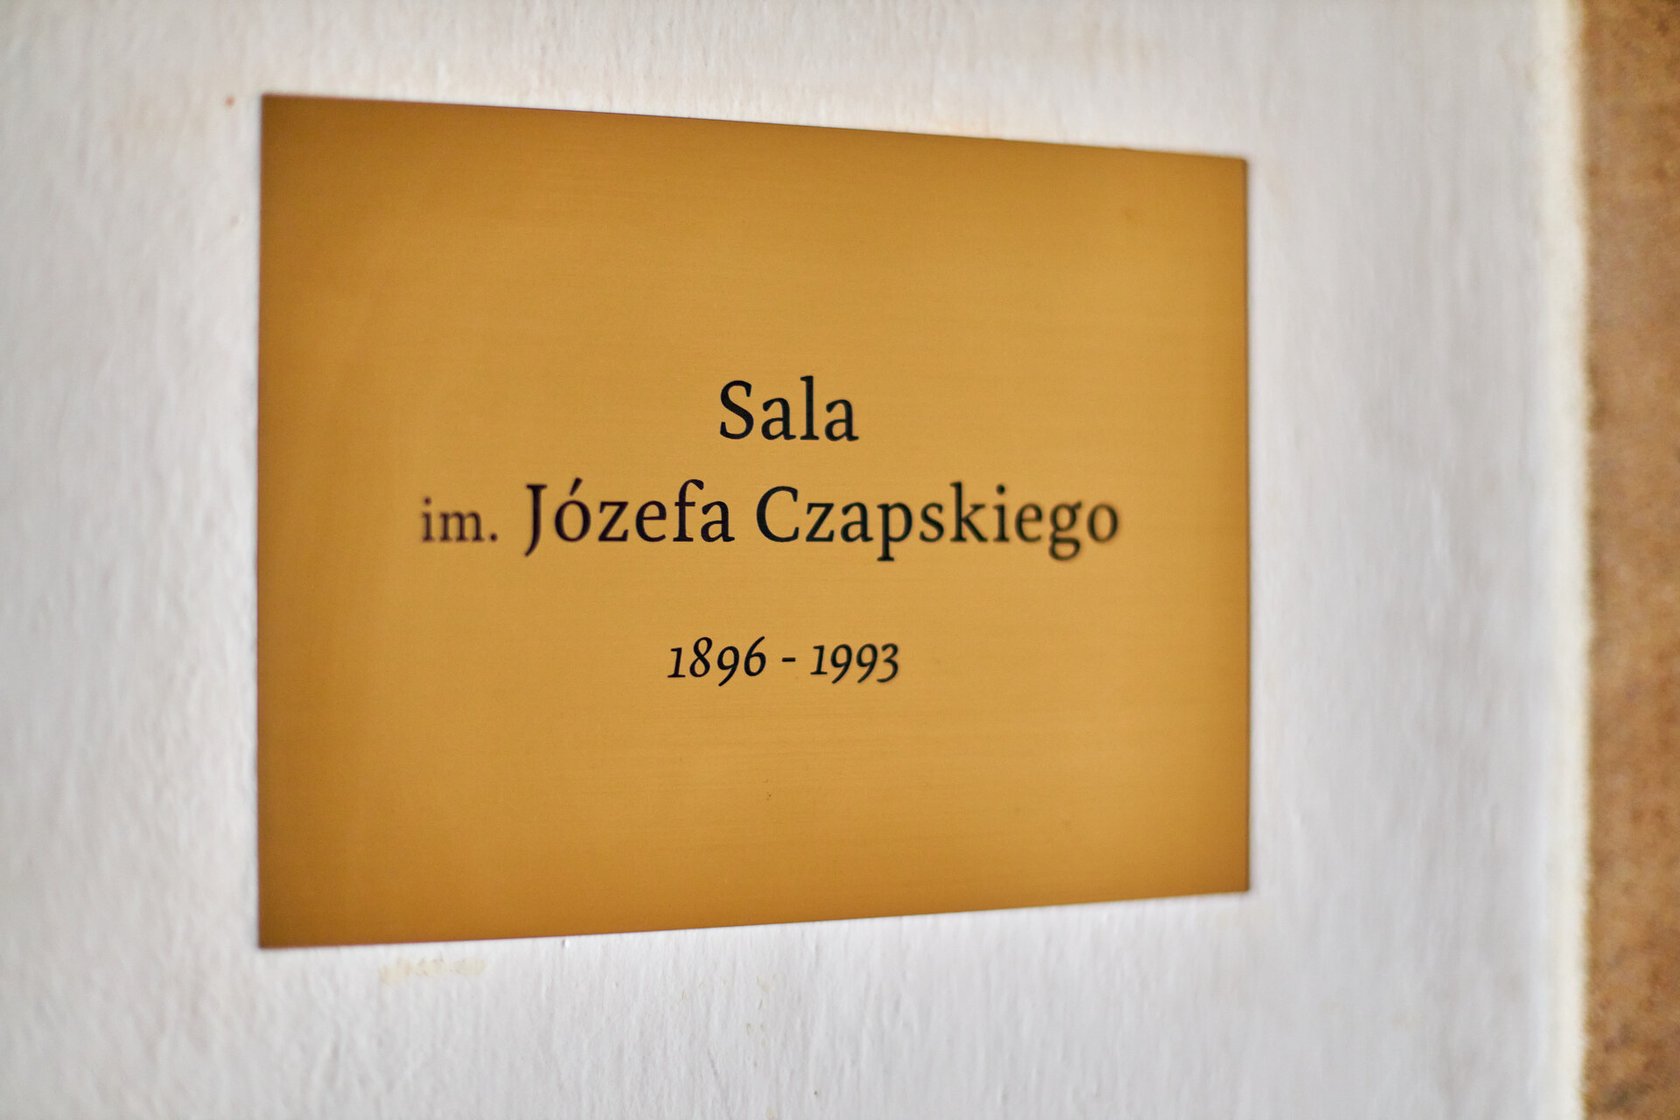 Sala
im. Józefa Czapskiego
1896 - 1993